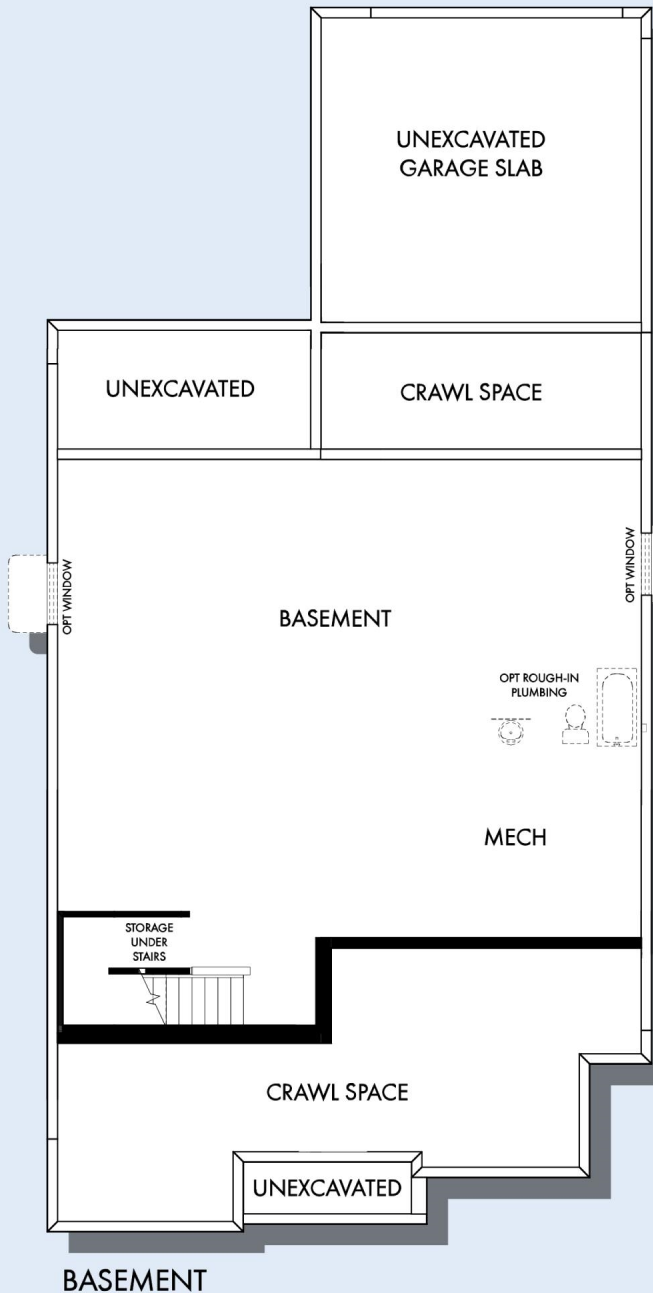 UNEXCAVATED
GARAGE SLAB
UNEXCAVATED
CRAWL SPACE
OPT WINDOW
OPT WINDOW
BASEMENT
OPT ROUGH-IN
PLUMBING
MECH
STORAGE
UNDER
STAIRS
CRAWL SPACE
UNEXCAVATED
BASEMENT